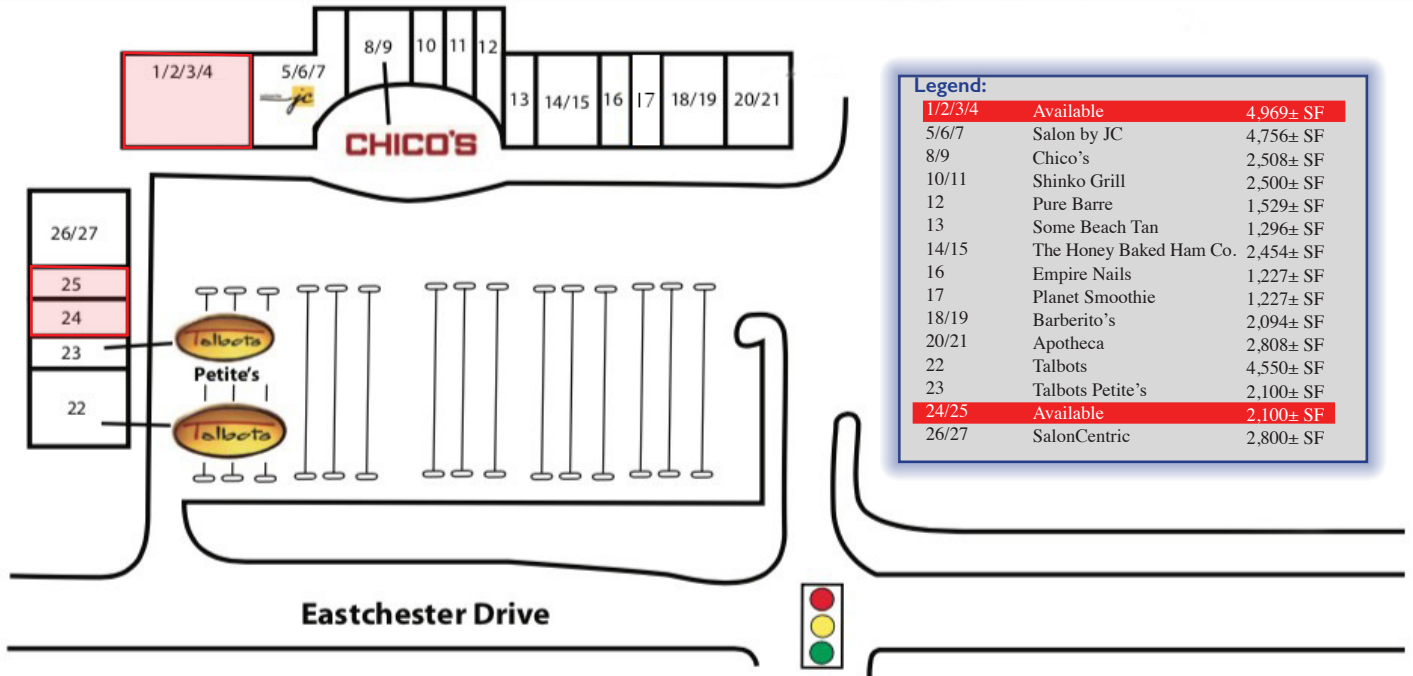 8/9
10
11
12
1/2/3/4
5/6/7
jc
13
14/15
16
17
18/19
20/21
CHICO'S
26/27
25
24
23
22
Talbots
Petite's
Talbots
Eastchester Drive
Legend:
1/2/3/4 Available 4,969± SF
5/6/7 Salon by JC 4,756± SF
8/9 Chico's 2,508± SF
10/11 Shinko Grill 2,500± SF
12 Pure Barre 1,529± SF
13 Some Beach Tan 1,296± SF
14/15 The Honey Baked Ham Co. 2,454± SF
16 Empire Nails 1,227± SF
17 Planet Smoothie 1,227± SF
18/19 Barberito's 2,094± SF
20/21 Apotheca 2,808± SF
22 Talbots 4,550± SF
23 Talbots Petite's 2,100± SF
24/25 Available 2,100± SF
26/27 SalonCentric 2,800± SF